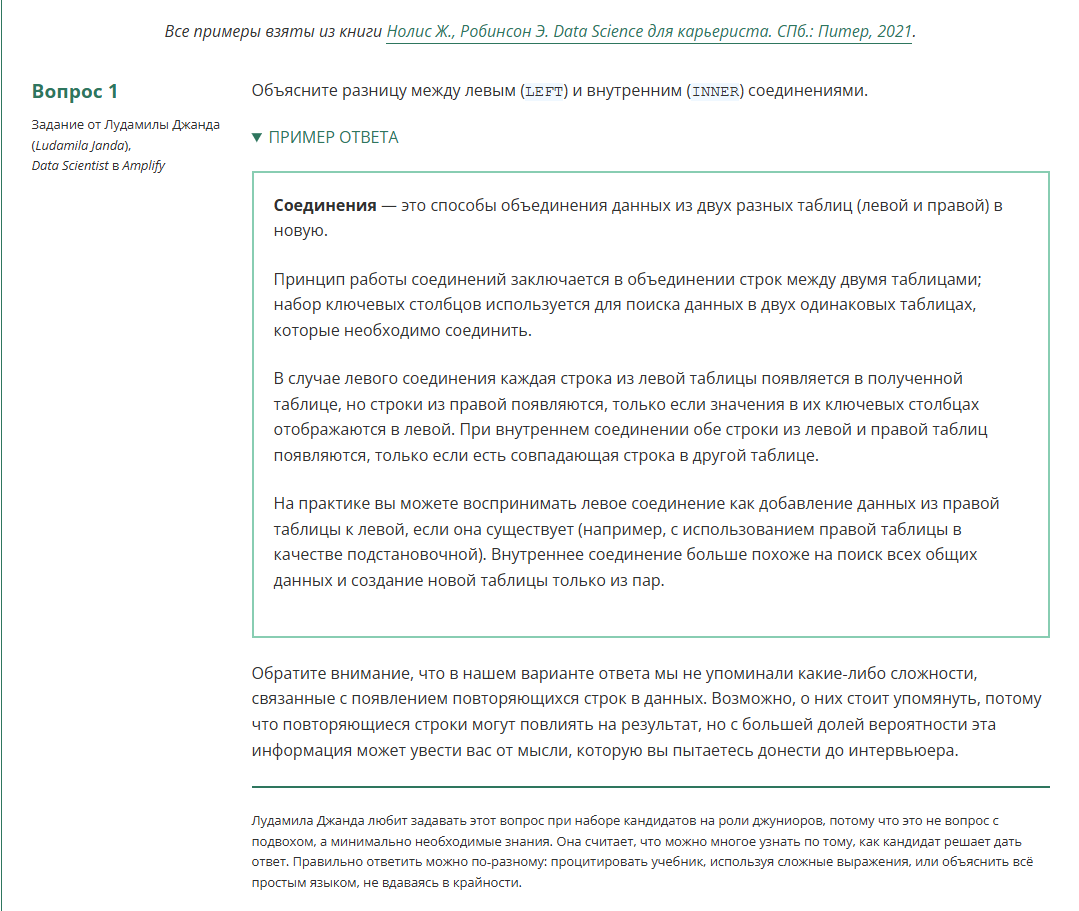 Все примеры взяты из книги Нолис Ж., Робинсон Э. Data Science для карьериста. СПб.: Питер, 2021.
Вопрос 1
Задание от Лудамилы Джанда
(Ludamila Janda),
Data Scientist в Amplify
Объясните разницу между левым (LEFT) и внутренним (INNER) соединениями.
▼ ПРИМЕР ОТВЕТА
Соединения — это способы объединения данных из двух разных таблиц (левой и правой) в
новую.
Принцип работы соединений заключается в объединении строк между двумя таблицами;
набор ключевых столбцов используется для поиска данных в двух одинаковых таблицах,
которые необходимо соединить.
В случае левого соединения каждая строка из левой таблицы появляется в полученной
таблице, но строки из правой появляются, только если значения в их ключевых столбцах
отображаются в левой. При внутреннем соединении обе строки из левой и правой таблиц
появляются, только если есть совпадающая строка в другой таблице.
На практике вы можете воспринимать левое соединение как добавление данных из правой
таблицы к левой, если она существует (например, с использованием правой таблицы в
качестве подстановочной). Внутреннее соединение больше похоже на поиск всех общих
данных и создание новой таблицы только из пар.
Обратите внимание, что в нашем варианте ответа мы не упоминали какие-либо сложности,
связанные с появлением повторяющихся строк в данных. Возможно, о них стоит упомянуть, потому
что повторяющиеся строки могут повлиять на результат, но с большей долей вероятности эта
информация может увести вас от мысли, которую вы пытаетесь донести до интервьюера.
Лудамила Джанда любит задавать этот вопрос при наборе кандидатов на роли джуниоров, потому что это не вопрос с
подвохом, а минимально необходимые знания. Она считает, что можно многое узнать по тому, как кандидат решает дать
ответ. Правильно ответить можно по-разному: процитировать учебник, используя сложные выражения, или объяснить всё
простым языком, не вдаваясь в крайности.